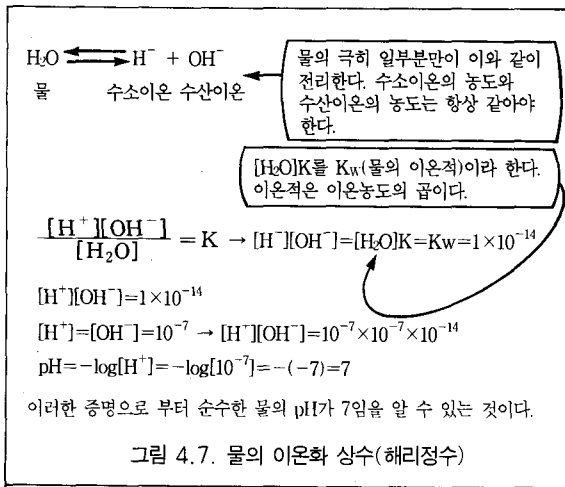 H₂O ⇌ H⁻ + OH⁻
물 수소이온 수산이온
물의 극히 일부분만이 이와 같이
전리한다. 수소이온의 농도와
수산이온의 농도는 항상 같아야
한다.
[H₂O]K를 Kw(물의 이온적)이라 한다.
이온적은 이온농도의 곱이다.
[H⁺][OH⁻]
[H₂O]
=K → [H⁻][OH⁻]=[H₂O]K=Kw=1×10⁻¹⁴
[H⁺][OH⁻]=1×10⁻¹⁴
[H⁺]=[OH⁻]=10⁻⁷ → [H⁺][OH⁻]=10⁻⁷×10⁻⁷×10⁻¹⁴
pH=−log[H⁺]=−log[10⁻⁷]=−(−7)=7
이러한 증명으로 부터 순수한 물의 pH가 7임을 알 수 있는 것이다.
그림 4.7. 물의 이온화 상수(해리정수)